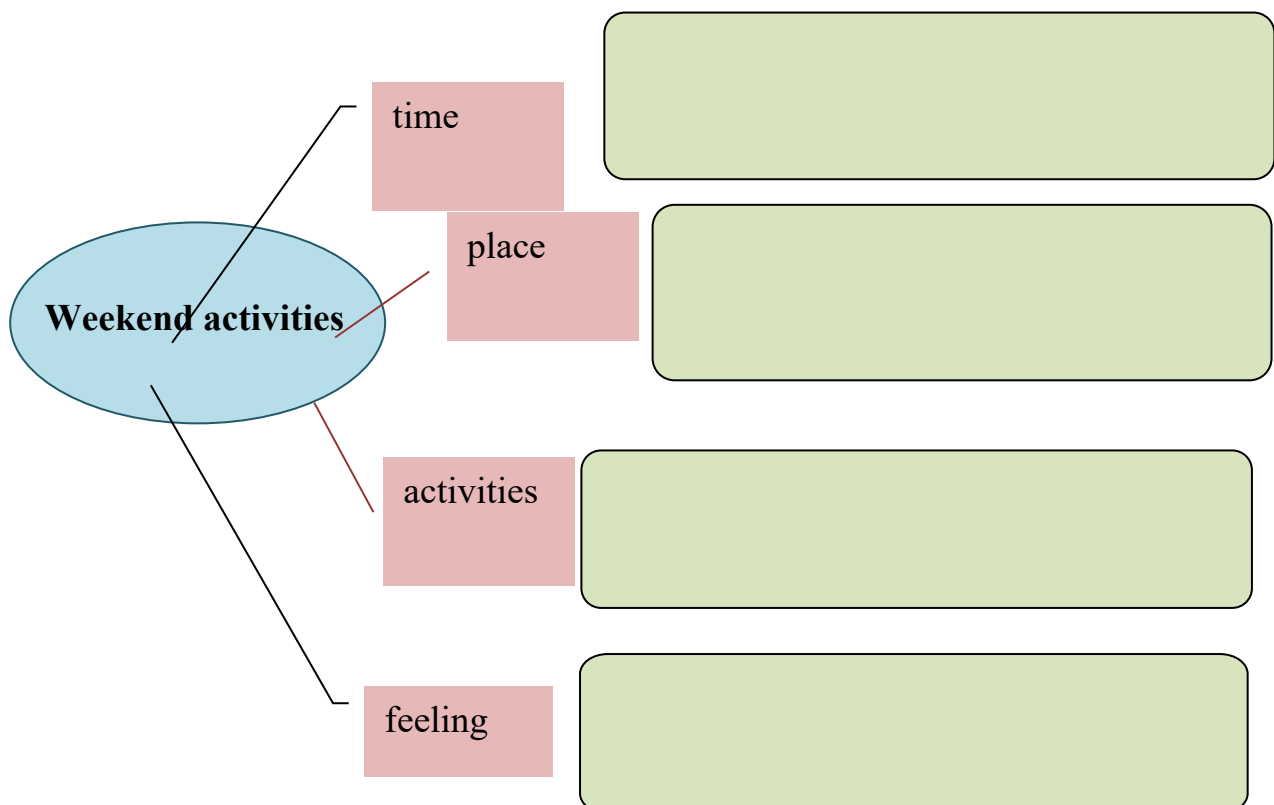 time
place
Weekend activities
activities
feeling